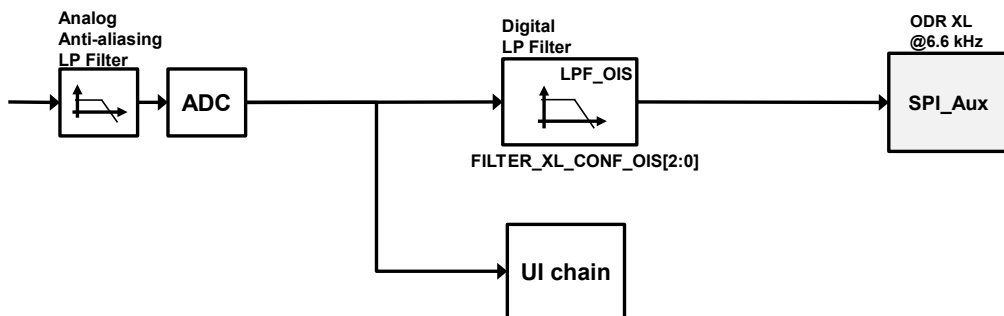 Analog
Anti-aliasing
LP Filter
ADC
Digital
LP Filter
LPF_OIS
FILTER_XL_CONF_OIS[2:0]
ODR XL
@6.6 kHz
SPI_Aux
UI chain